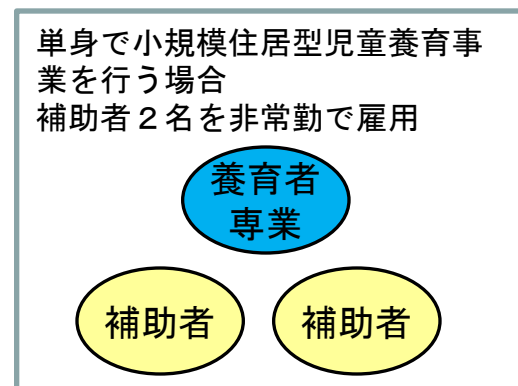 単身で小規模住居型児童養育事
業を行う場合
補助者２名を非常勤で雇用
養育者
専業
補助者
補助者